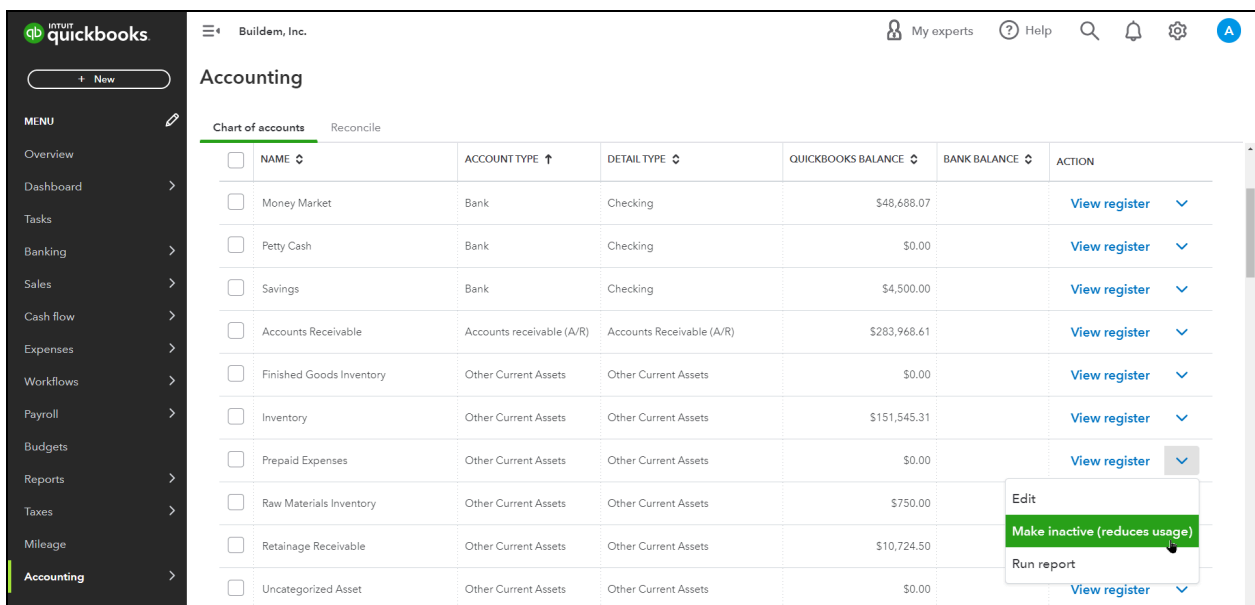 qb INTUIT quickbooks.
Buildem, Inc.
My experts
? Help
A
+ New
Accounting
MENU
Chart of accounts Reconcile
Overview
Dashboard
Tasks
Banking
Sales
Cash flow
Expenses
Workflows
Payroll
Budgets
Reports
Taxes
Mileage
Accounting
NAME ACCOUNT TYPE DETAIL TYPE QUICKBOOKS BALANCE BANK BALANCE ACTION
Money Market Bank Checking $48,688.07 View register
Petty Cash Bank Checking $0.00 View register
Savings Bank Checking $4,500.00 View register
Accounts Receivable Accounts receivable (A/R) Accounts Receivable (A/R) $283,968.61 View register
Finished Goods Inventory Other Current Assets Other Current Assets $0.00 View register
Inventory Other Current Assets Other Current Assets $151,545.31 View register
Prepaid Expenses Other Current Assets Other Current Assets $0.00 View register
Raw Materials Inventory Other Current Assets Other Current Assets $750.00
Retainage Receivable Other Current Assets Other Current Assets $10,724.50
Uncategorized Asset Other Current Assets Other Current Assets $0.00 View register
Edit
Make inactive (reduces usage)
Run report